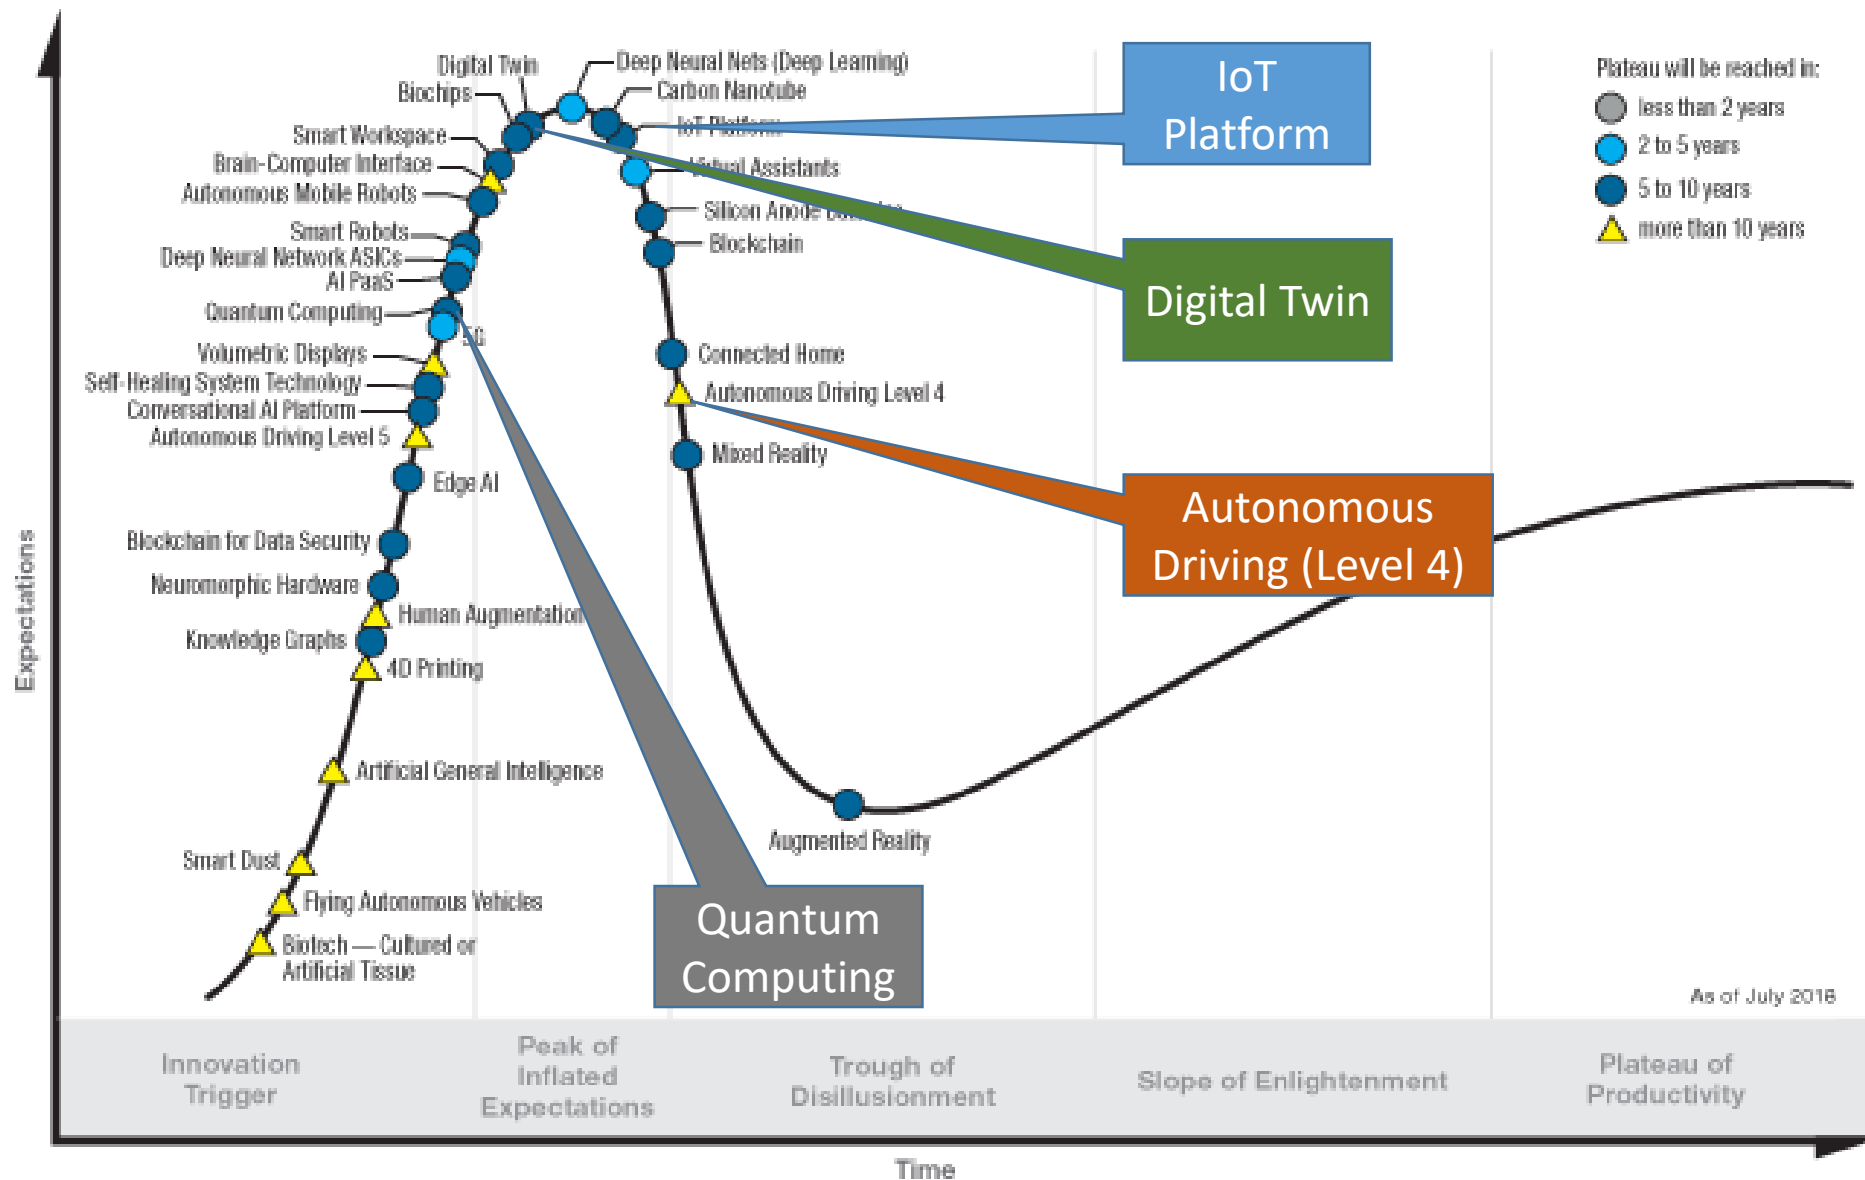 Deep Neural Nets (Deep Learning)
Digital Twin
Carbon Nanotube
Biochips
IoT Platform
Smart Workspace
Brain-Computer Interface
Virtual Assistants
Autonomous Mobile Robots
Silicon Anode
Smart Robots
Blockchain
Deep Neural Network ASICs
AI PaaS
Quantum Computing
5G
Volumetric Displays
Connected Home
Self-Healing System Technology
Autonomous Driving Level 4
Conversational AI Platform
Autonomous Driving Level 5
Mixed Reality
Edge AI
Blockchain for Data Security
Neuromorphic Hardware
Human Augmentation
Knowledge Graphs
4D Printing
Artificial General Intelligence
Augmented Reality
Smart Dust
Flying Autonomous Vehicles
Biotech — Cultured or
Artificial Tissue
IoT
Platform
Digital Twin
Autonomous
Driving (Level 4)
Quantum
Computing
Plateau will be reached in:
less than 2 years
2 to 5 years
5 to 10 years
more than 10 years
As of July 2018
Expectations
Innovation
Trigger
Peak of
Inflated
Expectations
Trough of
Disillusionment
Slope of Enlightenment
Plateau of
Productivity
Time